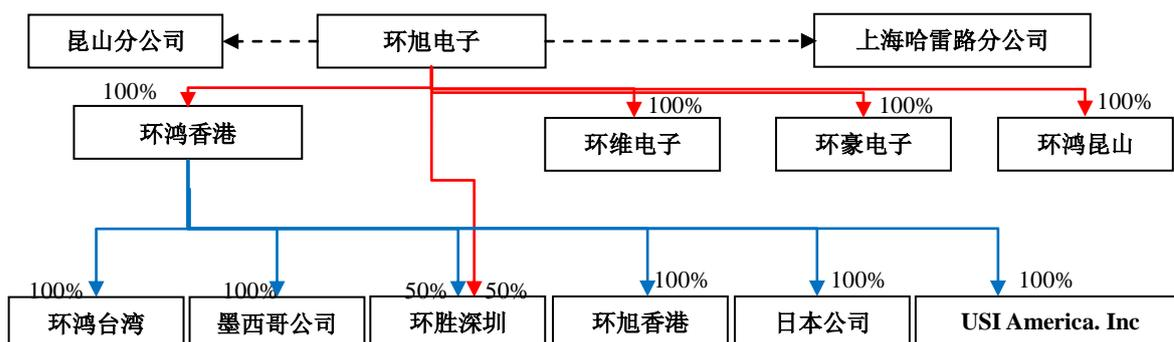 昆山分公司
环旭电子
上海哈雷路分公司
100%
100%
100%
100%
环鸿香港
环维电子
环豪电子
环鸿昆山
100%
100%
50%
50%
100%
100%
100%
环鸿台湾
墨西哥公司
环胜深圳
环旭香港
日本公司
USI America. Inc